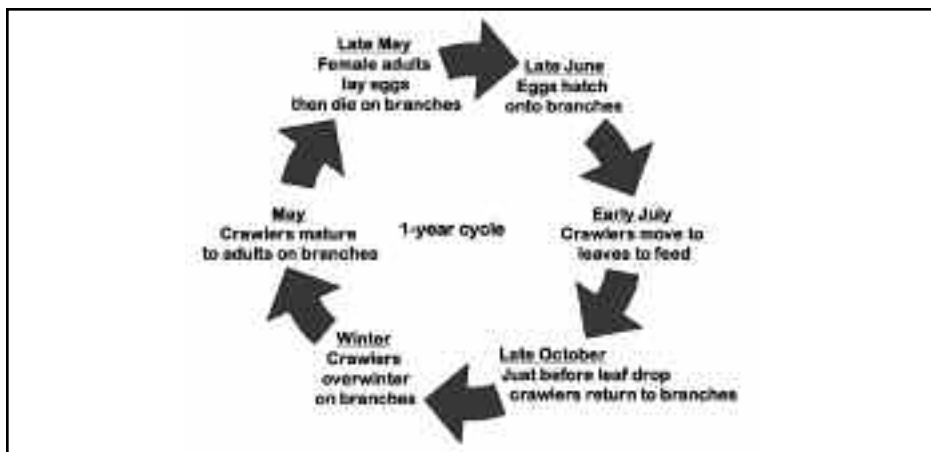 Late May
Female adults
lay eggs
then die on branches
Late June
Eggs hatch
onto branches
Early July
Crawlers move to
leaves to feed
Late October
Just before leaf drop
crawlers return to branches
Winter
Crawlers
overwinter
on branches
May
Crawlers mature
to adults on branches
1-year cycle